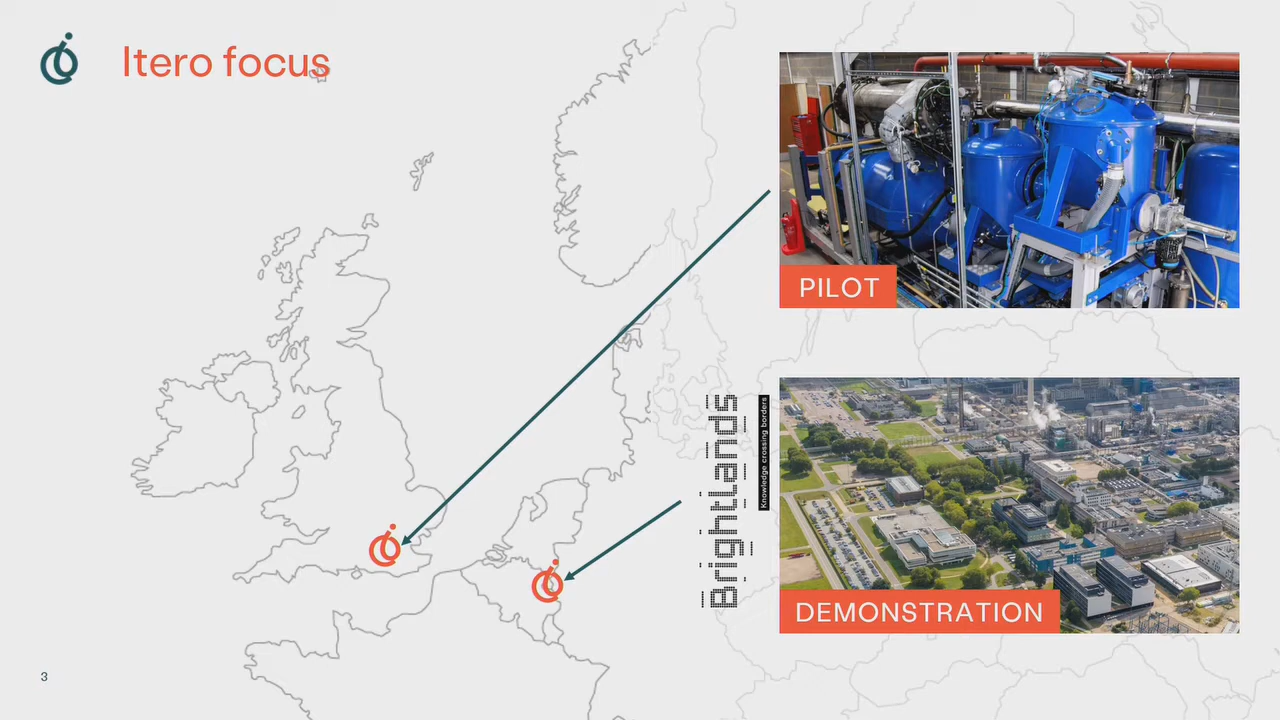 Itero focus
PILOT
Brightlands
Knowledge crossing borders
DEMONSTRATION
3